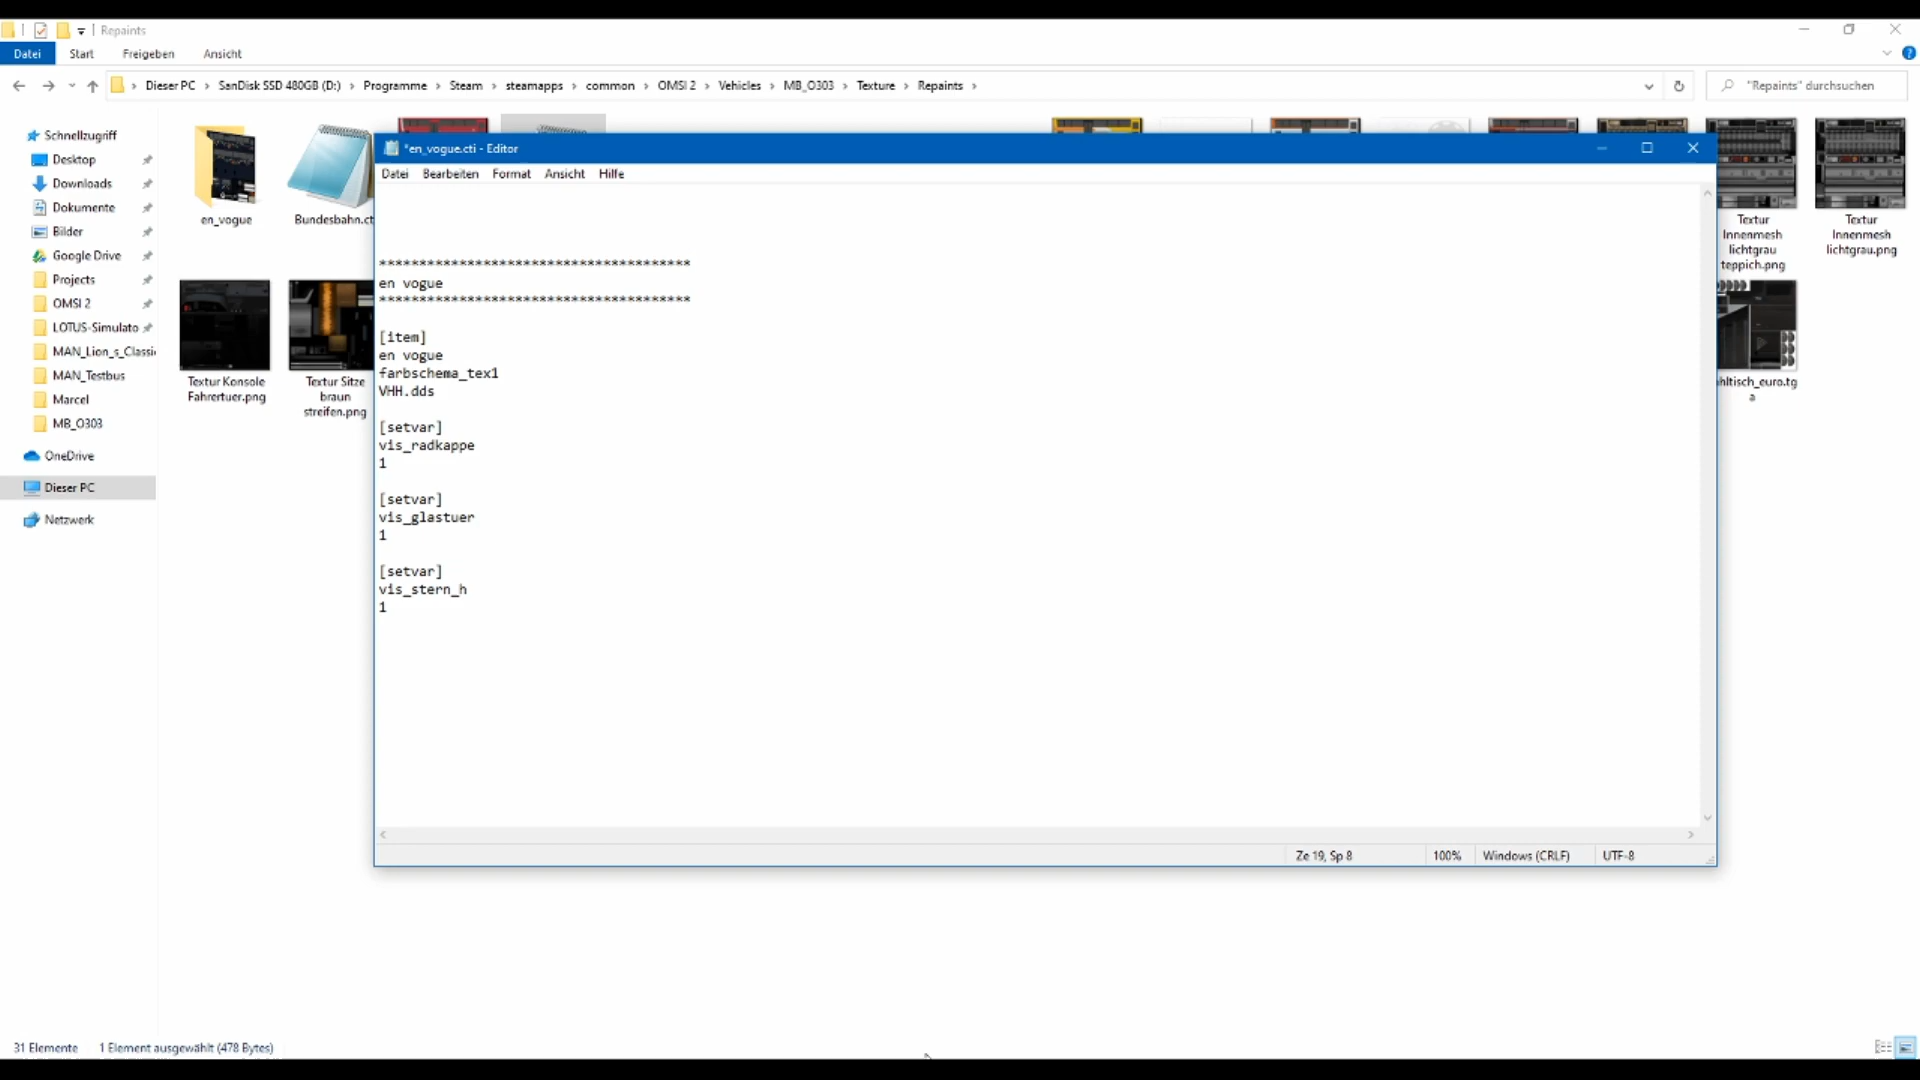 Repaints
Datei Start Freigeben Ansicht
Dieser PC › SanDisk SSD 480GB (D:) › Programme › Steam › steamapps › common › OMSI 2 › Vehicles › MB_O303 › Texture › Repaints ›
"Repaints" durchsuchen
Schnellzugriff
Desktop
Downloads
Dokumente
Bilder
Google Drive
Projects
OMSI 2
LOTUS-Simulato
MAN_Lion_s_Classi
MAN_Testbus
Marcel
MB_O303
OneDrive
Dieser PC
Netzwerk
en_vogue
Bundesbahn.ct
Textur Konsole
Fahrertuer.png
Textur Sitze
braun
streifen.png
*en_vogue.cti - Editor
Datei Bearbeiten Format Ansicht Hilfe
***************************************
en vogue
***************************************
[item]
en vogue
farbschema_tex1
VHH.dds
[setvar]
vis_radkappe
1
[setvar]
vis_glastuer
1
[setvar]
vis_stern_h
1
Ze 19, Sp 8
100%
Windows (CRLF)
UTF-8
Textur
Innenmesh
lichtgrau
teppich.png
Textur
Innenmesh
lichtgrau.png
hltisch_euro.tg
a
31 Elemente
1 Element ausgewählt (478 Bytes)